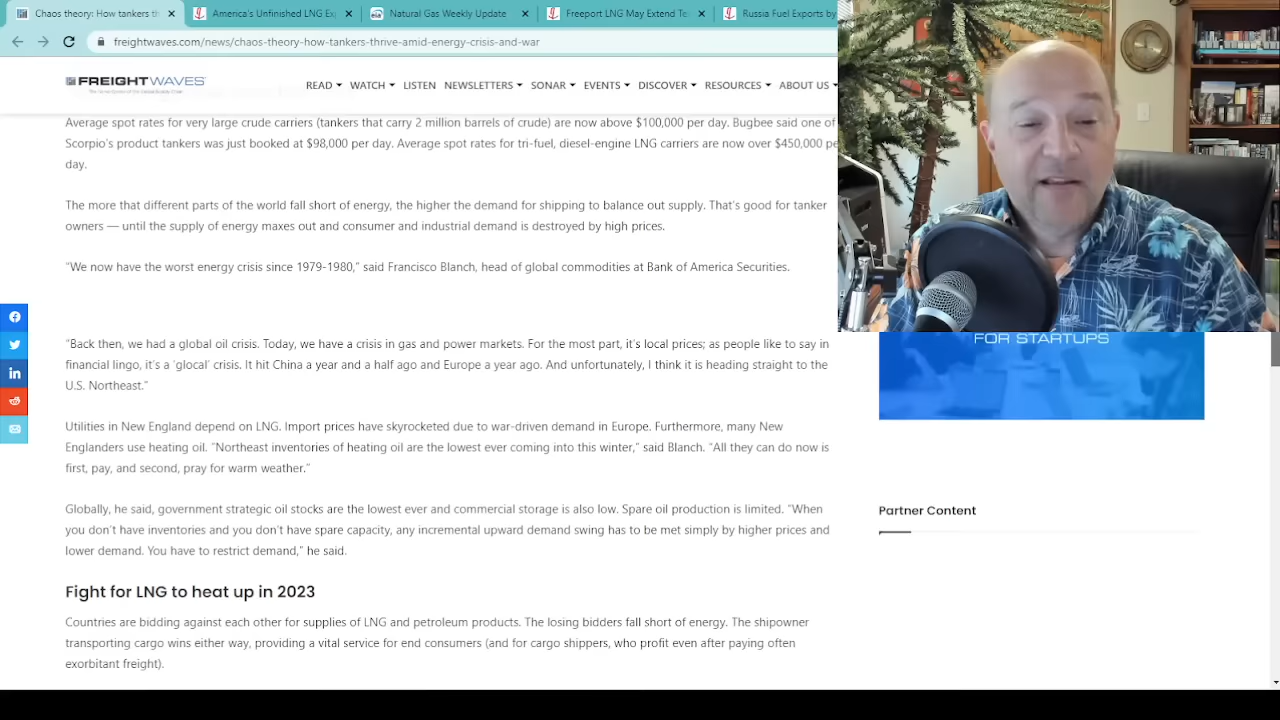 Chaos theory: How tankers th
America's Unfinished LNG Ex
Natural Gas Weekly Update
Freeport LNG May Extend Te
Russia Fuel Exports by
freightwaves.com/news/chaos-theory-how-tankers-thrive-amid-energy-crisis-and-war
FREIGHTWAVES
READ WATCH LISTEN NEWSLETTERS SONAR EVENTS DISCOVER RESOURCES ABOUT US
Average spot rates for very large crude carriers (tankers that carry 2 million barrels of crude) are now above $100,000 per day. Bugbee said one of
Scorpio's product tankers was just booked at $98,000 per day. Average spot rates for tri-fuel, diesel-engine LNG carriers are now over $450,000 pe
day.
The more that different parts of the world fall short of energy, the higher the demand for shipping to balance out supply. That's good for tanker
owners — until the supply of energy maxes out and consumer and industrial demand is destroyed by high prices.
“We now have the worst energy crisis since 1979-1980,” said Francisco Blanch, head of global commodities at Bank of America Securities.
“Back then, we had a global oil crisis. Today, we have a crisis in gas and power markets. For the most part, it's local prices; as people like to say in
financial lingo, it's a ‘glocal’ crisis. It hit China a year and a half ago and Europe a year ago. And unfortunately, I think it is heading straight to the
U.S. Northeast.”
Utilities in New England depend on LNG. Import prices have skyrocketed due to war-driven demand in Europe. Furthermore, many New
Englanders use heating oil. “Northeast inventories of heating oil are the lowest ever coming into this winter,” said Blanch. “All they can do now is
first, pay, and second, pray for warm weather.”
Globally, he said, government strategic oil stocks are the lowest ever and commercial storage is also low. Spare oil production is limited. “When
you don't have inventories and you don't have spare capacity, any incremental upward demand swing has to be met simply by higher prices and
lower demand. You have to restrict demand,” he said.
Fight for LNG to heat up in 2023
Countries are bidding against each other for supplies of LNG and petroleum products. The losing bidders fall short of energy. The shipowner
transporting cargo wins either way, providing a vital service for end consumers (and for cargo shippers, who profit even after paying often
exorbitant freight).
FOR STARTUPS
Partner Content